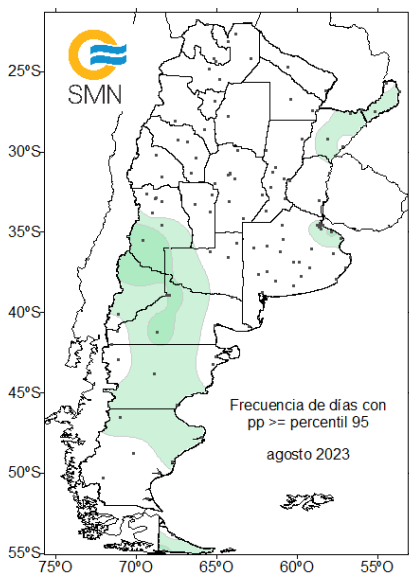 SMN
25°S
30°S
35°S
40°S
45°S
50°S
55°S
Frecuencia de días con
pp >= percentil 95
agosto 2023
75°O
70°O
65°O
60°O
55°O